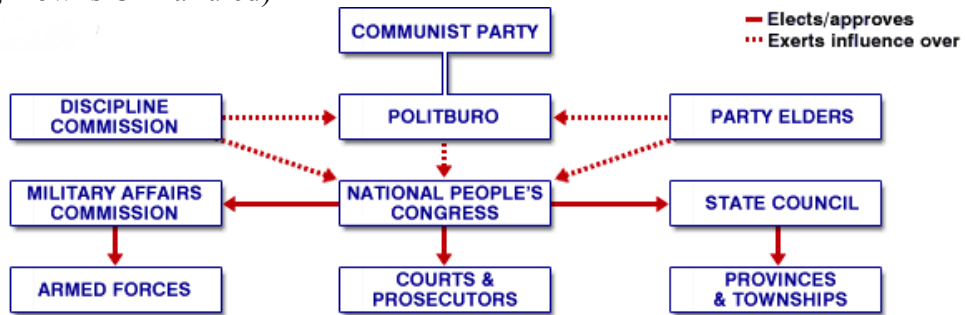 COMMUNIST PARTY
Elects/approves
Exerts influence over
DISCIPLINE
COMMISSION
POLITBURO
PARTY ELDERS
MILITARY AFFAIRS
COMMISSION
NATIONAL PEOPLE'S
CONGRESS
STATE COUNCIL
ARMED FORCES
COURTS &
PROSECUTORS
PROVINCES
& TOWNSHIPS